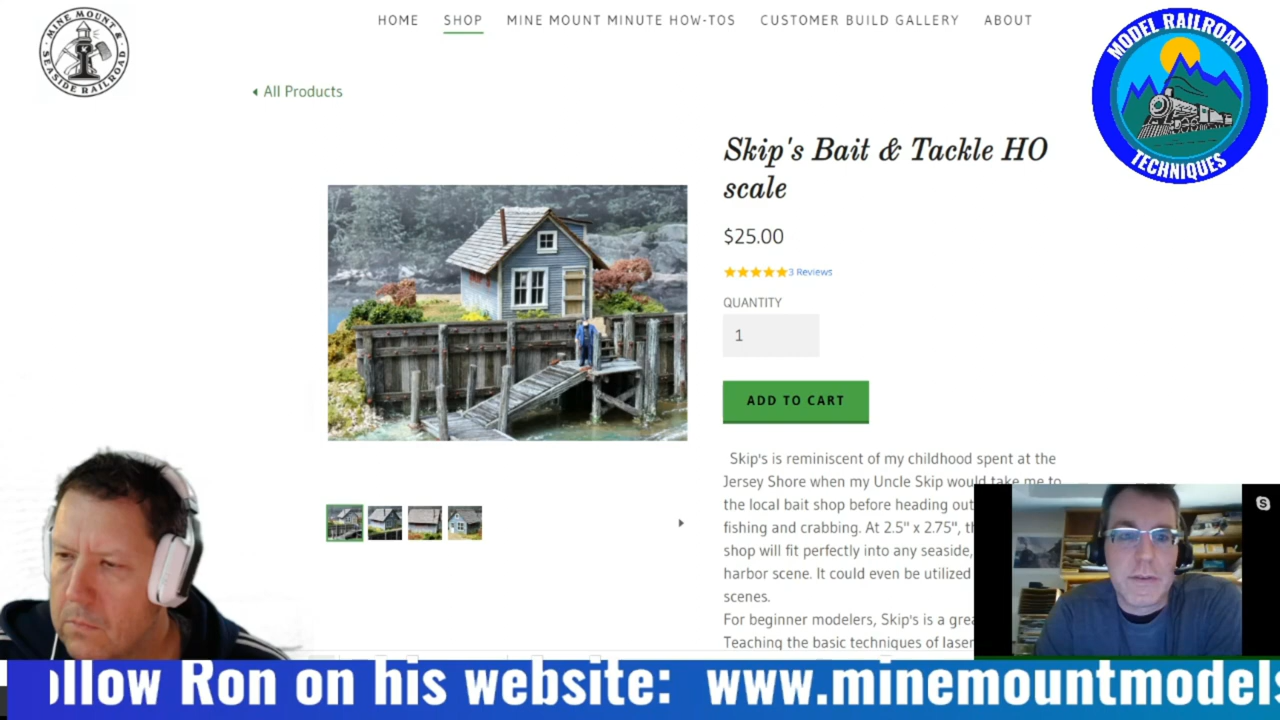 MINE MOUNT &
SEASIDE RAILROAD
HOME SHOP MINE MOUNT MINUTE HOW-TOS CUSTOMER BUILD GALLERY ABOUT
MODEL RAILROAD
TECHNIQUES
All Products
Skip's Bait & Tackle HO
scale
$25.00
3 Reviews
QUANTITY
1
ADD TO CART
Skip's is reminiscent of my childhood spent at the
Jersey Shore when my Uncle Skip would take me to
the local bait shop before heading out
fishing and crabbing. At 2.5" x 2.75",
shop will fit perfectly into any seaside,
harbor scene. It could even be utilized
scenes.
For beginner modelers, Skip's is a
Teaching the basic techniques of
ollow Ron on his website: www.minemountmodels